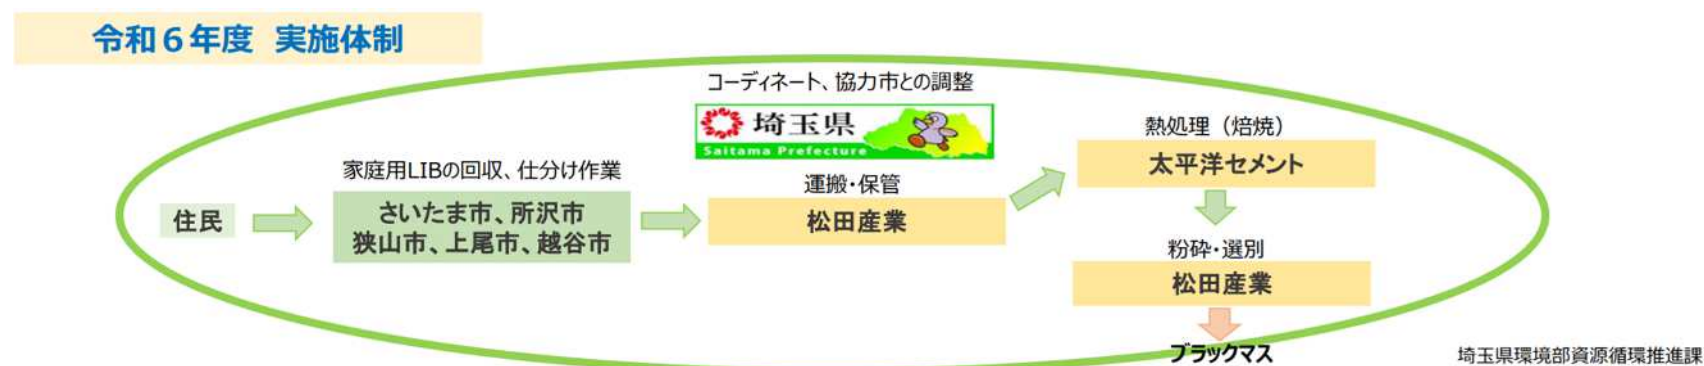 令和６年度 実施体制
コーディネート、協力市との調整
埼玉県
Saitama Prefecture
熱処理（焙焼）
太平洋セメント
家庭用LIBの回収、仕分け作業
運搬・保管
住民
さいたま市、所沢市
狭山市、上尾市、越谷市
松田産業
粉砕・選別
松田産業
ブラックマス
埼玉県環境部資源循環推進課